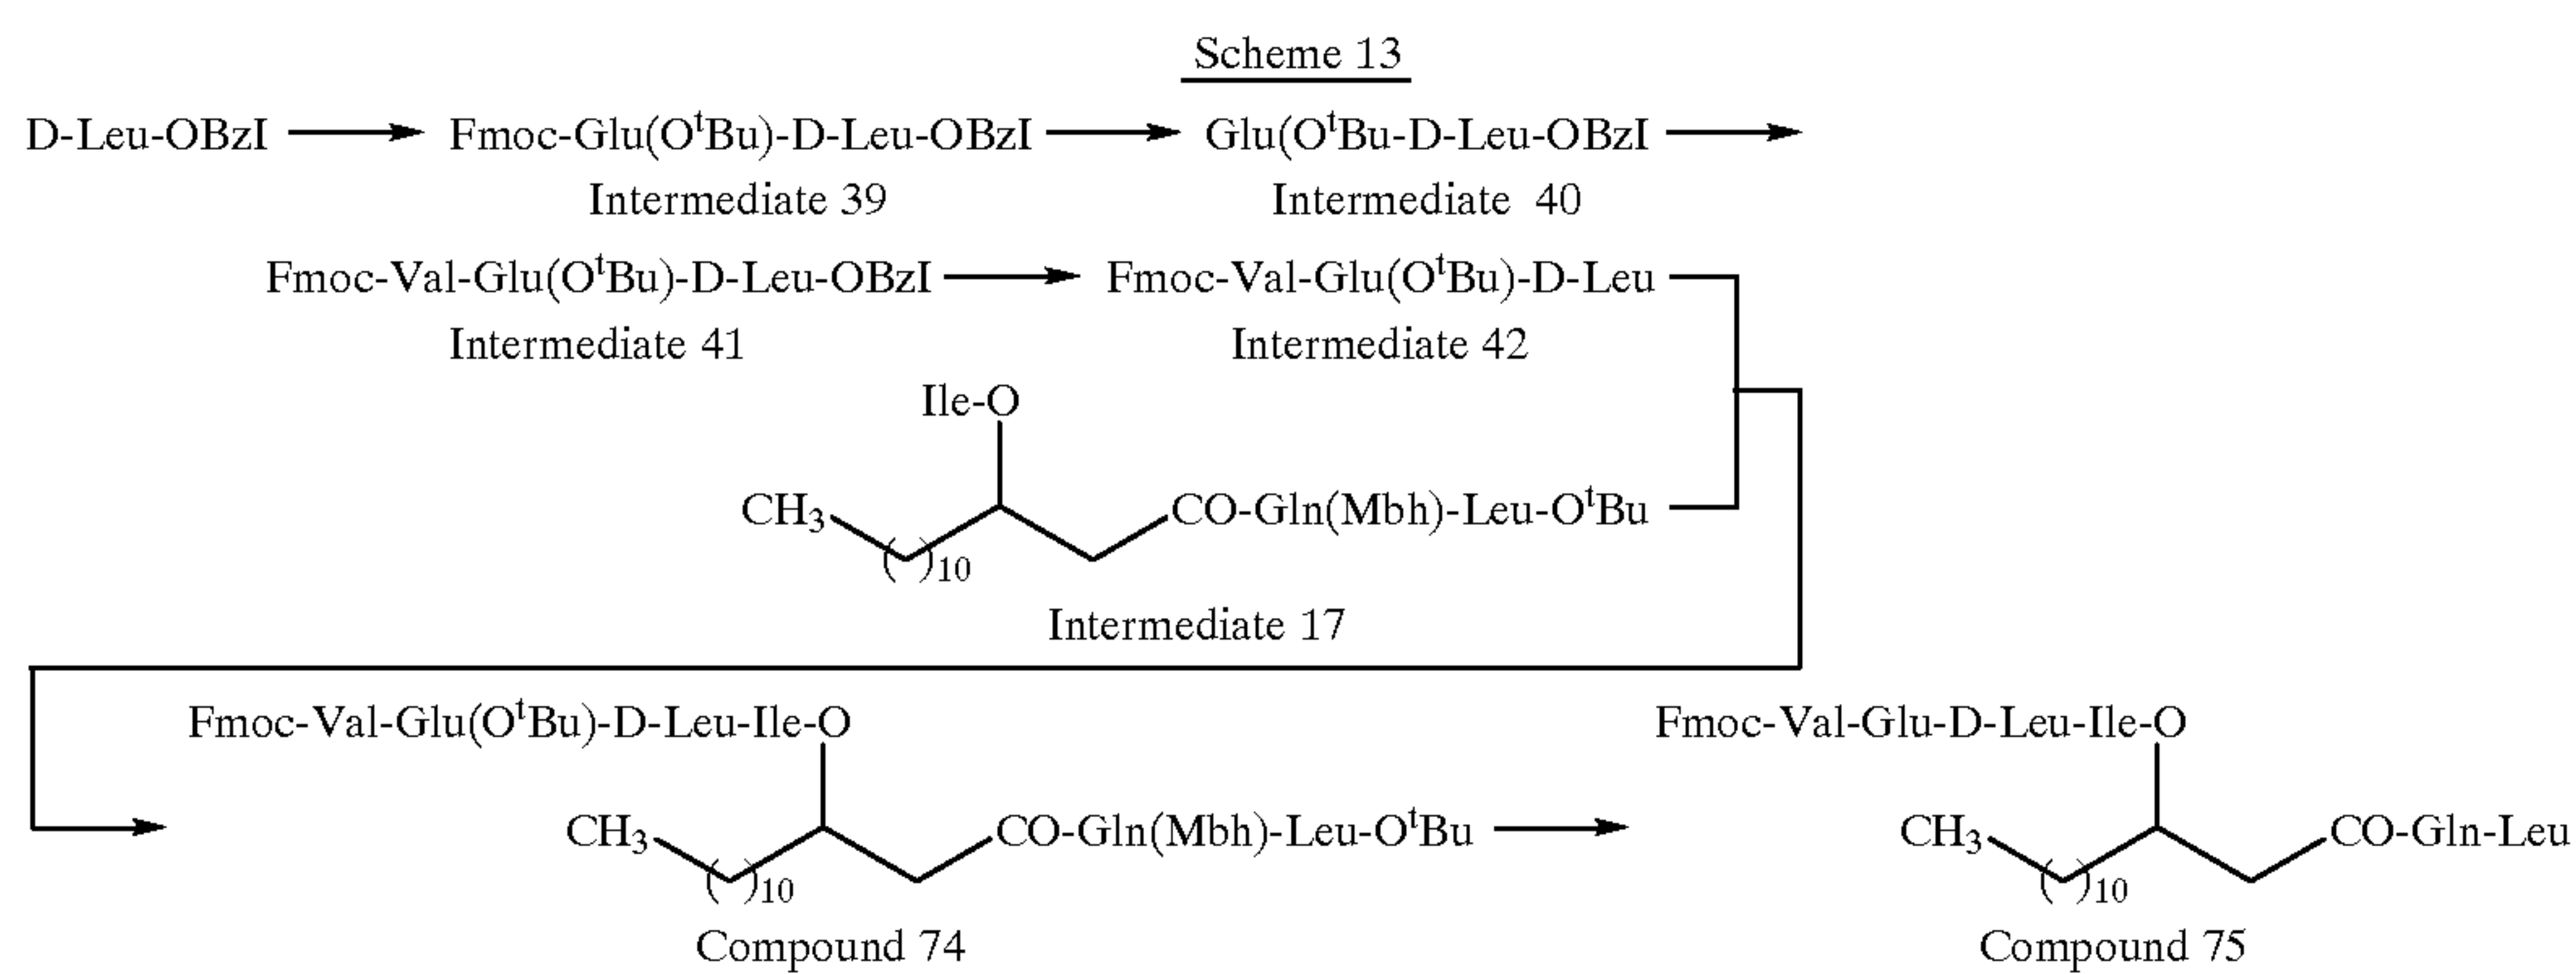 Scheme 13
D-Leu-OBzI Fmoc-Glu(OᵗBu)-D-Leu-OBzI Glu(OᵗBu-D-Leu-OBzI
Intermediate 39 Intermediate 40
Fmoc-Val-Glu(OᵗBu)-D-Leu-OBzI Fmoc-Val-Glu(OᵗBu)-D-Leu
Intermediate 41 Intermediate 42
Ile-O
CH₃ ( )₁₀ CO-Gln(Mbh)-Leu-OᵗBu
Intermediate 17
Fmoc-Val-Glu(OᵗBu)-D-Leu-Ile-O Fmoc-Val-Glu-D-Leu-Ile-O
CH₃ ( )₁₀ CO-Gln(Mbh)-Leu-OᵗBu CH₃ ( )₁₀ CO-Gln-Leu
Compound 74 Compound 75